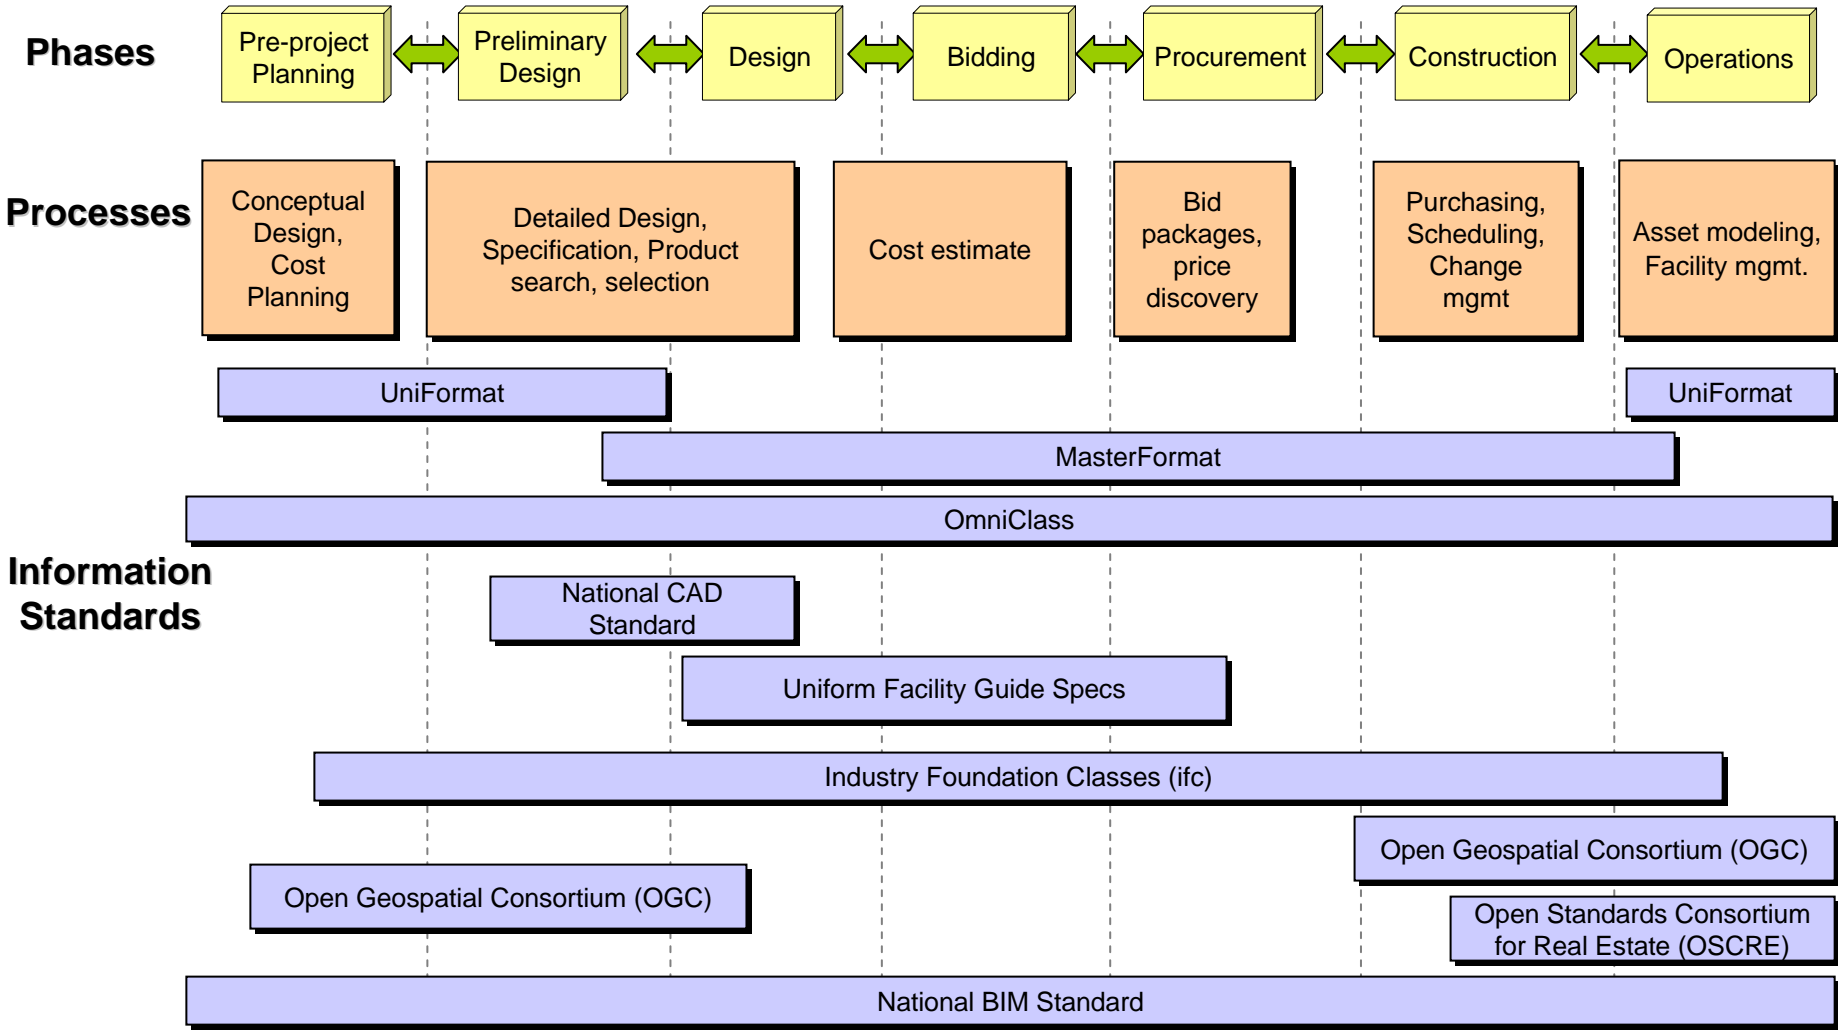 Phases
Pre-project
Planning
Preliminary
Design
Design
Bidding
Procurement
Construction
Operations
Processes
Conceptual
Design,
Cost
Planning
Detailed Design,
Specification, Product
search, selection
Cost estimate
Bid
packages,
price
discovery
Purchasing,
Scheduling,
Change
mgmt
Asset modeling,
Facility mgmt.
UniFormat
UniFormat
MasterFormat
OmniClass
Information
Standards
National CAD
Standard
Uniform Facility Guide Specs
Industry Foundation Classes (ifc)
Open Geospatial Consortium (OGC)
Open Geospatial Consortium (OGC)
Open Standards Consortium
for Real Estate (OSCRE)
National BIM Standard